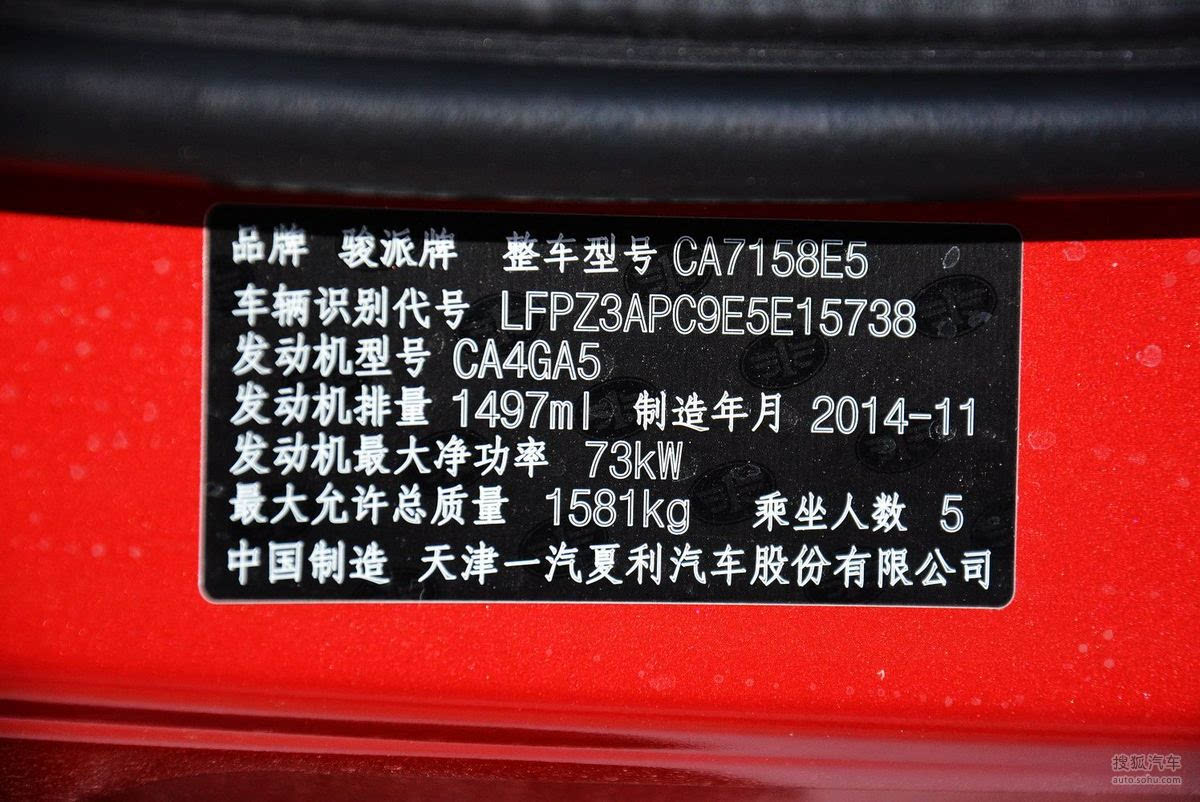 品牌 骏派牌 整车型号 CA7158E5
车辆识别代号 LFPZ3APC9E5E15738
发动机型号 CA4GA5
发动机排量 1497ml 制造年月 2014-11
发动机最大净功率 73kW
最大允许总质量 1581kg 乘坐人数 5
中国制造 天津一汽夏利汽车股份有限公司
搜狐汽车
auto.sohu.com